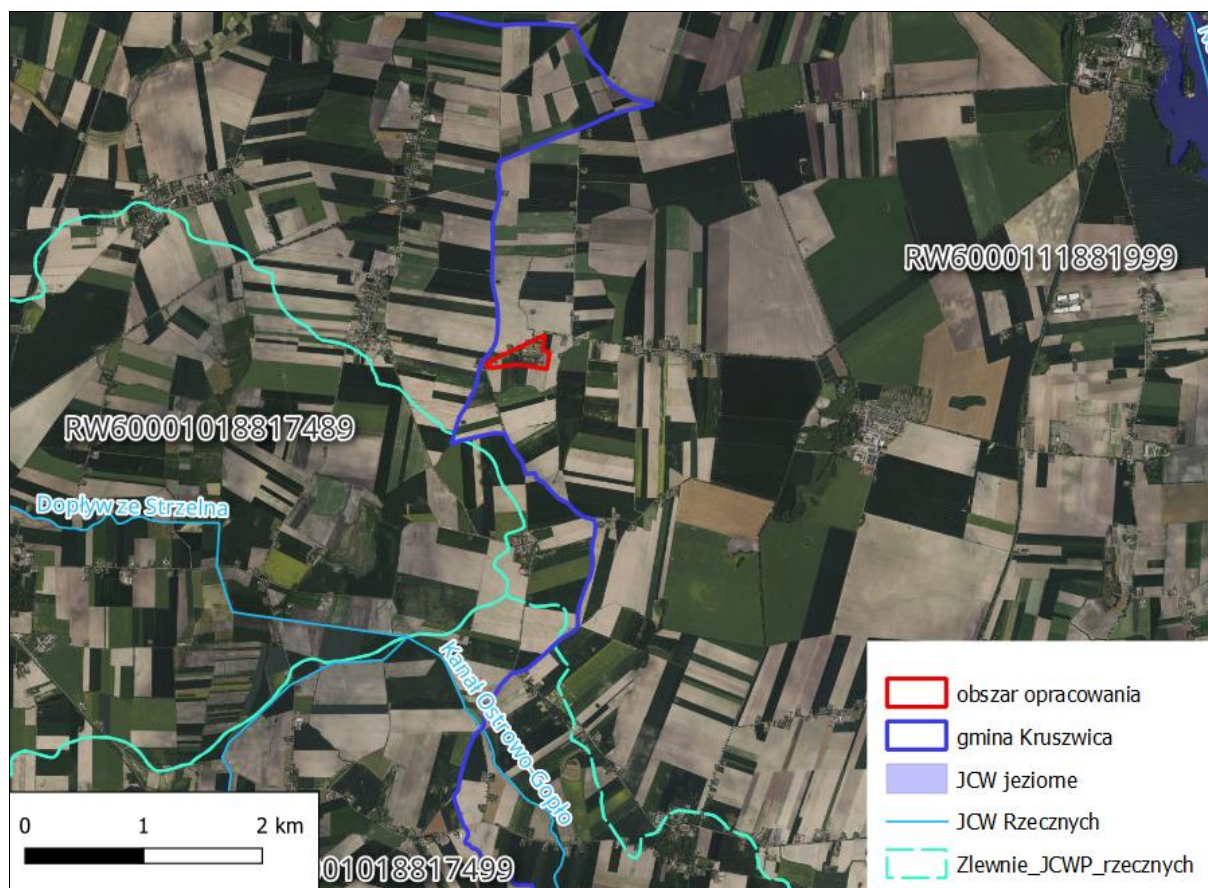 RW6000111881999
RW60001018817489
Dopływ ze Strzelna
Kanał Ostrowo-Gopło
001018817499
obszar opracowania
gmina Kruszwica
JCW jeziorne
JCW Rzecznych
Zlewnie_JCWP_rzecznych
0 1 2 km